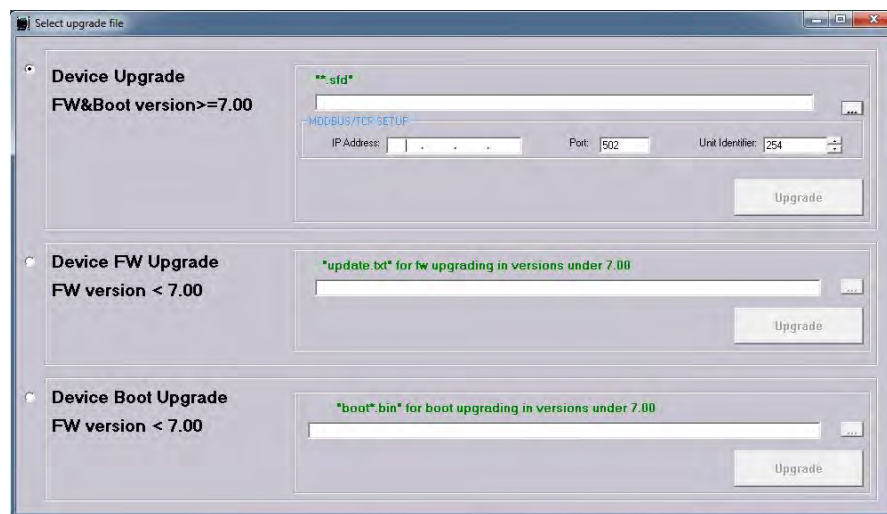 Select upgrade file
Device Upgrade
FW&Boot version>=7.00
"*.sfd"
...
MODBUS/TCP SETUP
IP Address: . . . Port: 502 Unit Identifier: 254
Upgrade
Device FW Upgrade
FW version < 7.00
"update.txt" for fw upgrading in versions under 7.00
...
Upgrade
Device Boot Upgrade
FW version < 7.00
"boot*.bin" for boot upgrading in versions under 7.00
...
Upgrade